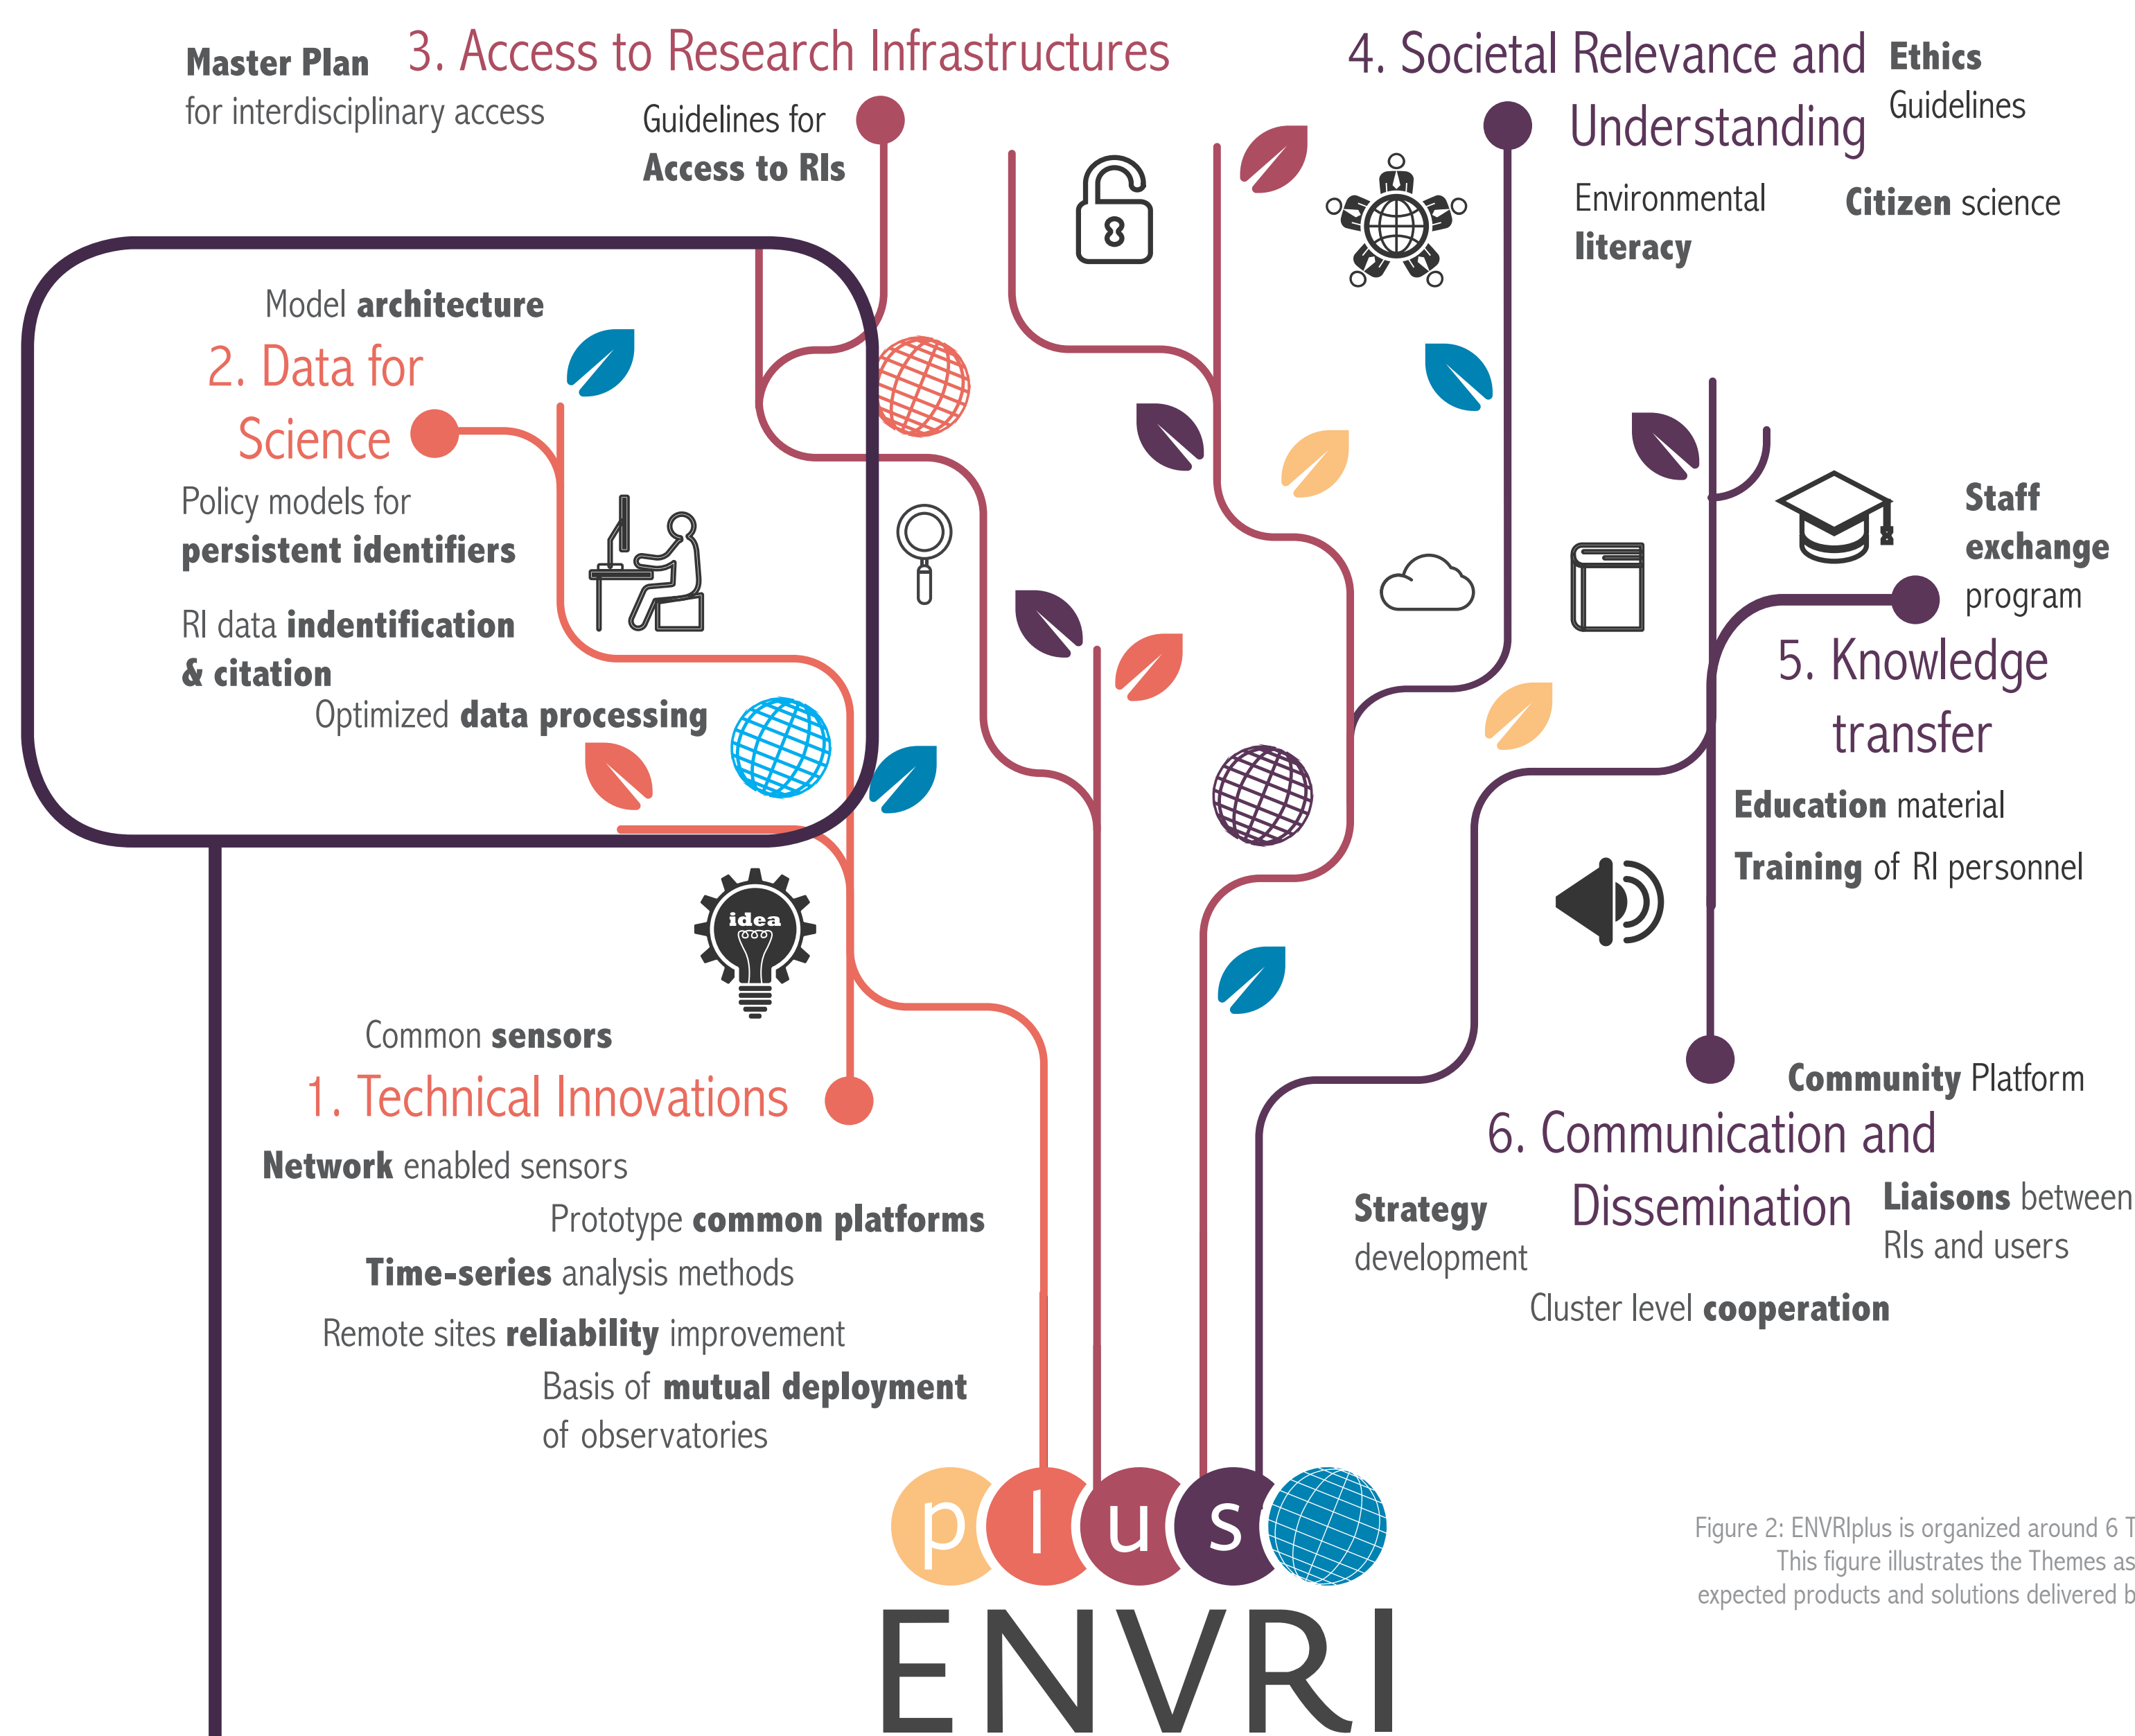 Master Plan
for interdisciplinary access
3. Access to Research Infrastructures
Guidelines for
Access to RIs
4. Societal Relevance and
Understanding
Ethics
Guidelines
Environmental
literacy
Citizen science
Model architecture
2. Data for
Science
Policy models for
persistent identifiers
RI data indentification
& citation
Optimized data processing
Staff
exchange
program
5. Knowledge
transfer
Education material
Training of RI personnel
idea
Common sensors
1. Technical Innovations
Network enabled sensors
Prototype common platforms
Time-series analysis methods
Remote sites reliability improvement
Basis of mutual deployment
of observatories
Community Platform
6. Communication and
Dissemination
Strategy
development
Liaisons between
RIs and users
Cluster level cooperation
plus
ENVRI
Figure 2: ENVRIplus is organized around 6 T
This figure illustrates the Themes as
expected products and solutions delivered b